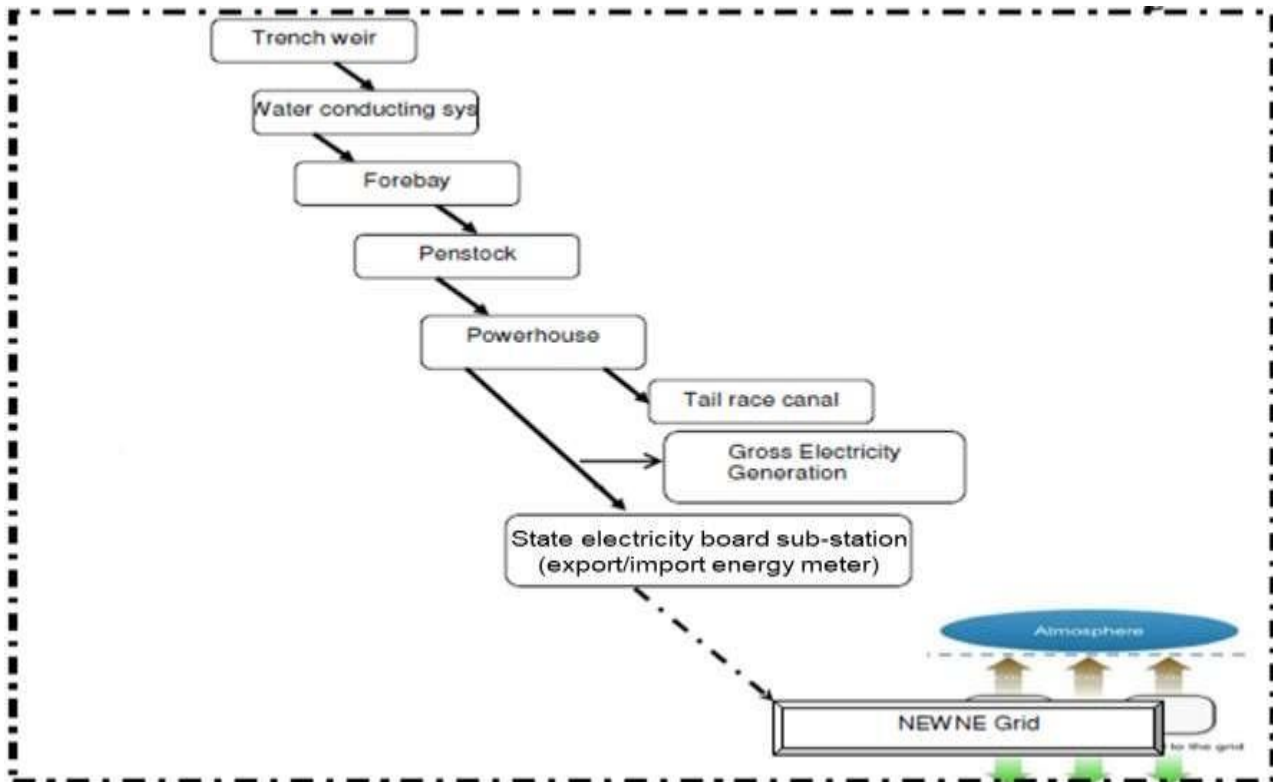 Trench weir
Water conducting sys
Forebay
Penstock
Powerhouse
Tail race canal
Gross Electricity
Generation
State electricity board sub-station
(export/import energy meter)
Atmosphere
NEWNE Grid
to the grid